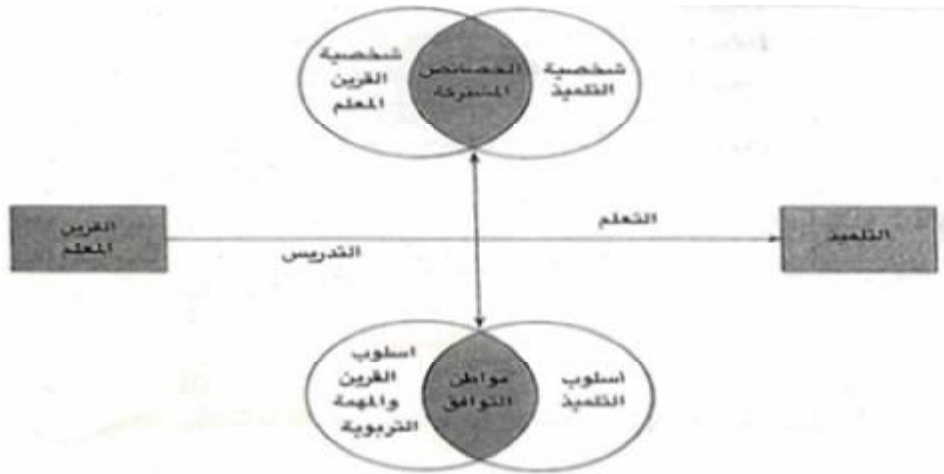 شخصية
التلميذ
الخصائص
المشتركة
شخصية
القرين
المعلم
القرين
المعلم
التدريس
التعلم
التلميذ
اسلوب
التلميذ
مواطن
التوافق
اسلوب
القرين
والمهمة
التربوية